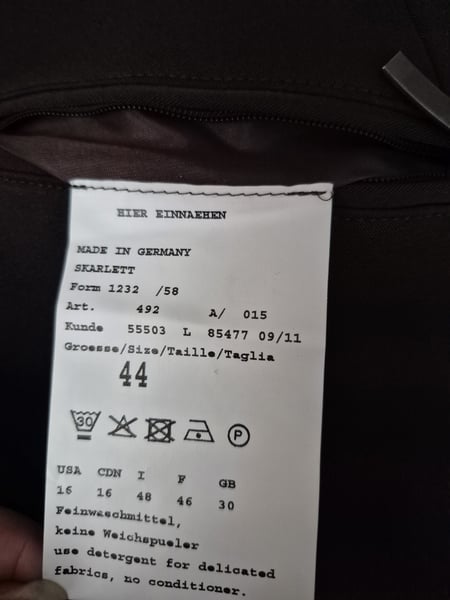 HIER EINNAEHEN
MADE IN GERMANY
SKARLETT
Form 1232 /58
Art. 492 A/ 015
Kunde 55503 L 85477 09/11
Groesse/Size/Taille/Taglia
44
30 P
USA CDN I F GB
16 16 48 46 30
Feinwaschmittel,
keine Weichspueler
use detergent for delicated
fabrics, no conditioner.